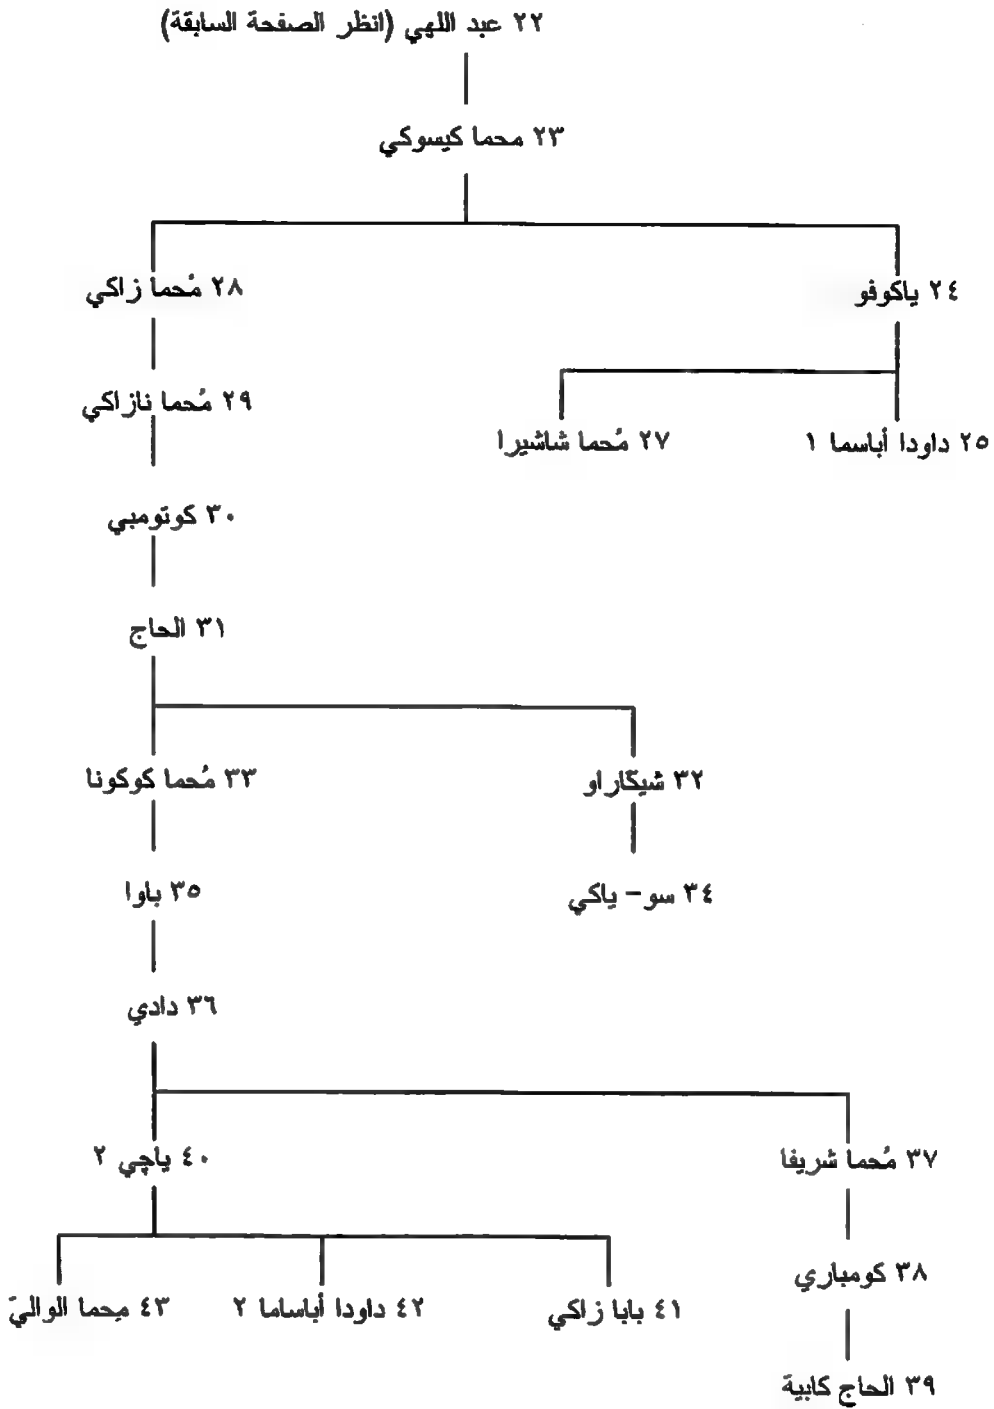 ٢٢ عبد اللهي (انظر الصفحة السابقة)
٢٣ محما كيسوكي
٢٤ ياكوفو
٢٨ مُحما زاكي
٢٩ مُحما نازاكي
٢٥ داودا أباسما ١
٢٧ مُحما شاشيرا
٣٠ كوتومبي
٣١ الحاج
٣٢ شيكّاراو
٣٣ مُحما كوكونا
٣٤ سو- ياكي
٣٥ باوا
٣٦ دادي
٣٧ مُحما شريفا
٤٠ ياچي ٢
٣٨ كومباري
٤١ بابا زاكي
٤٢ داودا أباساما ٢
٤٣ مِحما الواليّ
٣٩ الحاج كابية